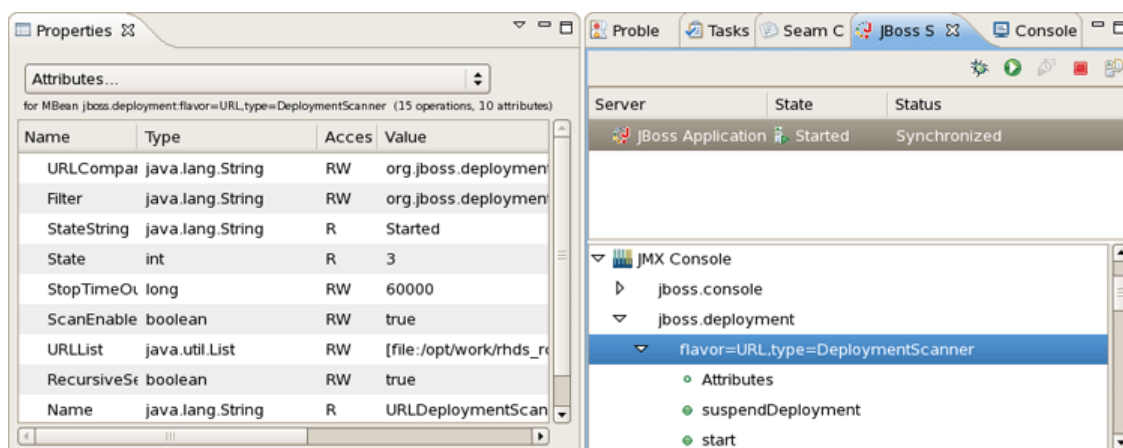 Properties
Attributes...
for MBean jboss.deployment:flavor=URL,type=DeploymentScanner (15 operations, 10 attributes)
Name Type Acces Value
URLCompar java.lang.String RW org.jboss.deploymen
Filter java.lang.String RW org.jboss.deploymen
StateString java.lang.String R Started
State int R 3
StopTimeOu long RW 60000
ScanEnable boolean RW true
URLList java.util.List RW [file:/opt/work/rhds_ro
RecursiveSe boolean RW true
Name java.lang.String R URLDeploymentScan
Proble Tasks Seam C JBoss S Console
Server State Status
JBoss Application Started Synchronized
JMX Console
jboss.console
jboss.deployment
flavor=URL,type=DeploymentScanner
Attributes
suspendDeployment
start